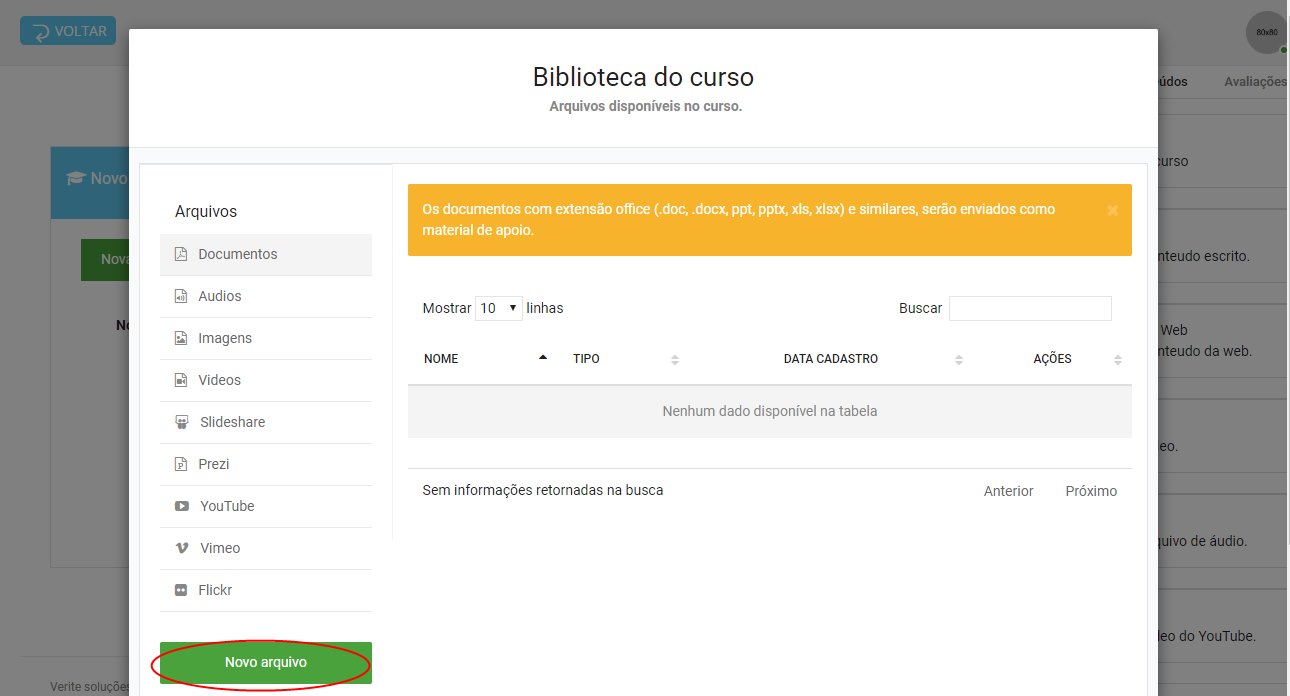 VOLTAR
80x80
Biblioteca do curso
Arquivos disponíveis no curso.
údos
Avaliações
Novo
curso
Arquivos
Os documentos com extensão office (.doc, .docx, ppt, pptx, xls, xlsx) e similares, serão enviados como
material de apoio.
×
Documentos
Nova
nteudo escrito.
Audios
Mostrar 10 linhas
Buscar
No
Imagens
Web
nteudo da web.
NOME
TIPO
DATA CADASTRO
AÇÕES
Videos
Nenhum dado disponível na tabela
Slideshare
eo.
Prezi
Sem informações retornadas na busca
Anterior
Próximo
YouTube
Vimeo
quivo de áudio.
Flickr
deo do YouTube.
Novo arquivo
Verite soluções